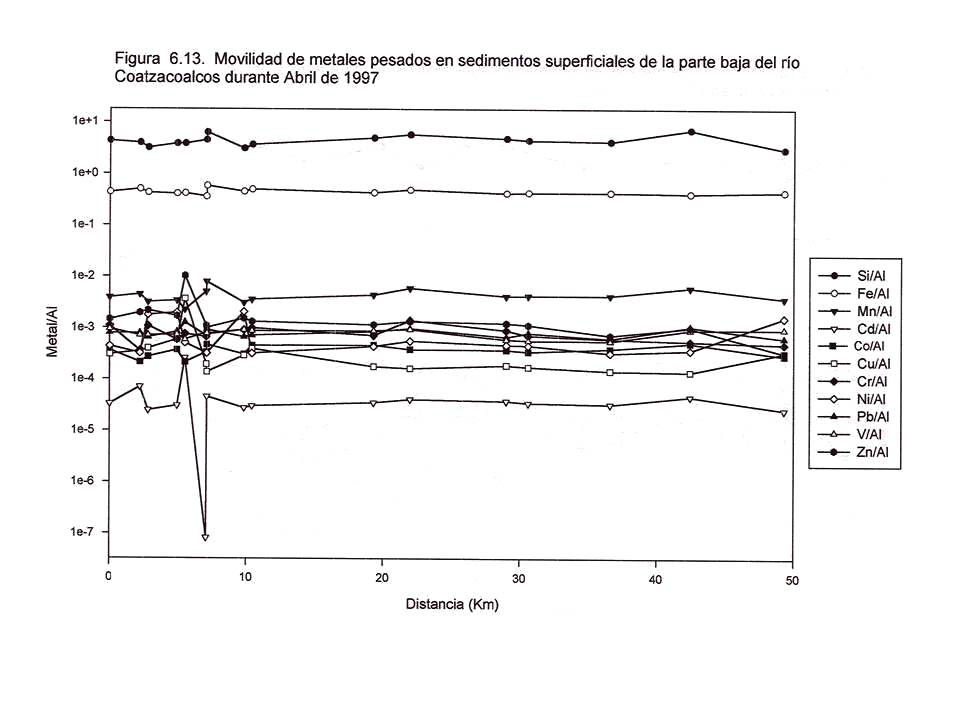 Figura 6.13. Movilidad de metales pesados en sedimentos superficiales de la parte baja del río
Coatzacoalcos durante Abril de 1997
1e+1
1e+0
1e-1
1e-2
1e-3
1e-4
1e-5
1e-6
1e-7
Metal/Al
0 10 20 30 40 50
Distancia (Km)
Si/Al
Fe/Al
Mn/Al
Cd/Al
Co/Al
Cu/Al
Cr/Al
Ni/Al
Pb/Al
V/Al
Zn/Al